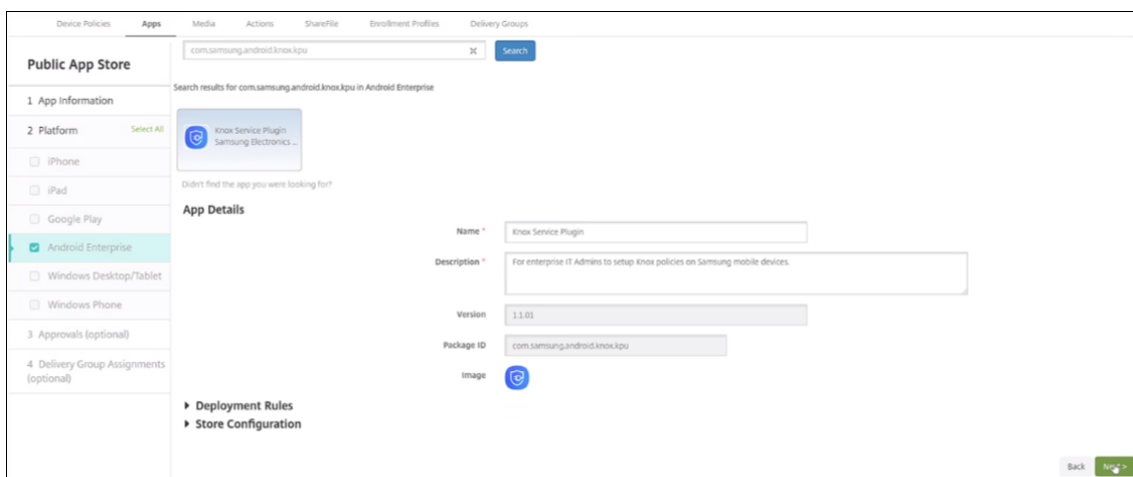 Device Policies Apps Media Actions ShareFile Enrollment Profiles Delivery Groups
Public App Store
1 App Information
2 Platform Select All
iPhone
iPad
Google Play
Android Enterprise
Windows Desktop/Tablet
Windows Phone
3 Approvals (optional)
4 Delivery Group Assignments
(optional)
com.samsung.android.knox.kpu Search
Search results for com.samsung.android.knox.kpu in Android Enterprise
Knox Service Plugin
Samsung Electronics ...
Didn't find the app you were looking for?
App Details
Name * Knox Service Plugin
Description * For enterprise IT Admins to setup Knox policies on Samsung mobile devices.
Version 1.1.01
Package ID com.samsung.android.knox.kpu
Image
Deployment Rules
Store Configuration
Back Next >